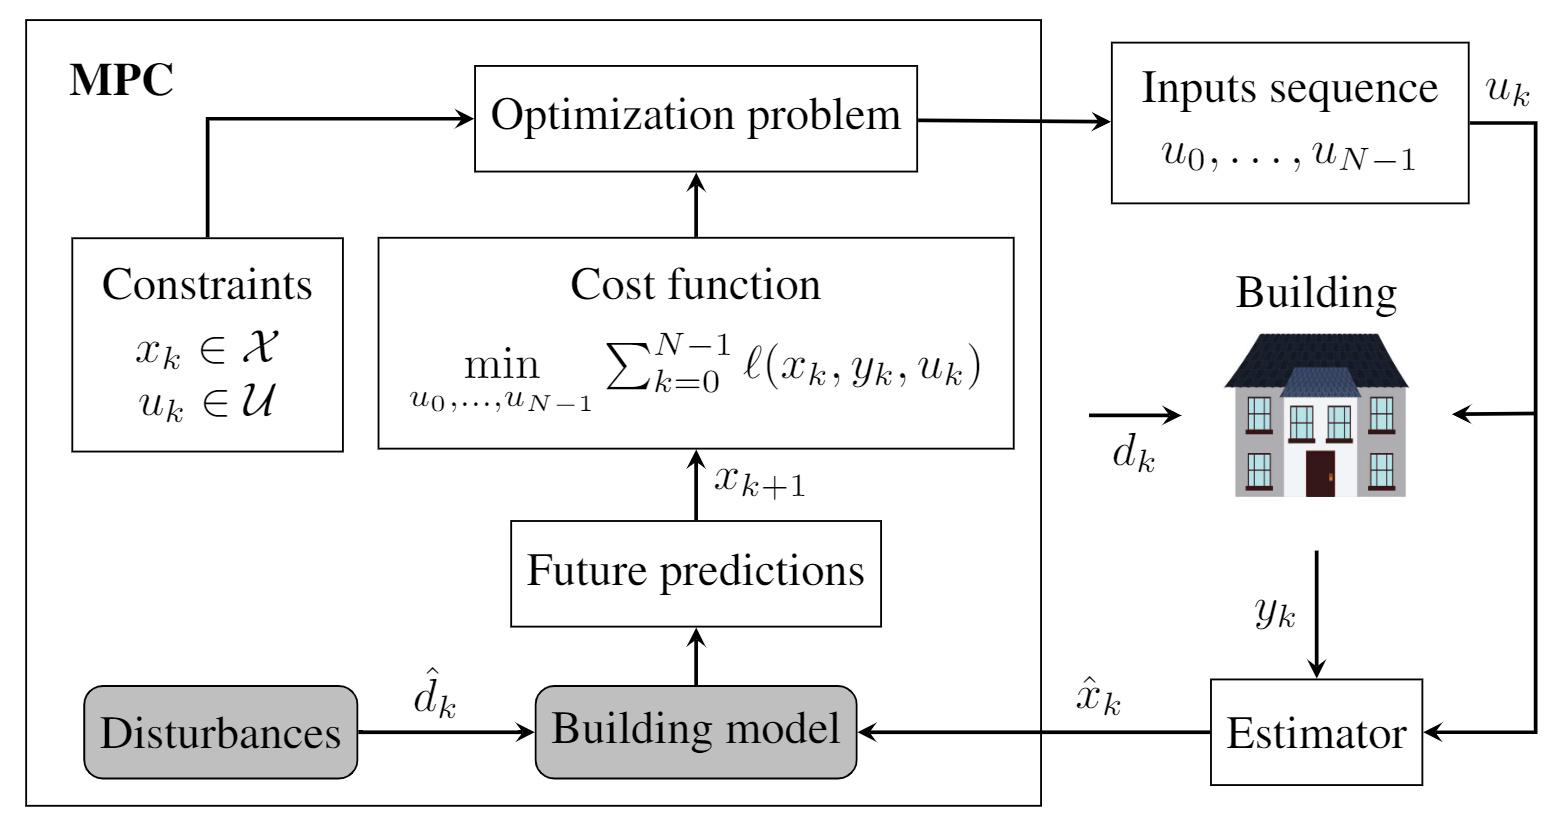 MPC
Optimization problem
Inputs sequence
u_0, …, u_{N−1}
u_k
Constraints
x_k ∈ 𝒳
u_k ∈ 𝒰
Cost function
min_{u_0,…,u_{N−1}} ∑_{k=0}^{N−1} ℓ(x_k, y_k, u_k)
Building
d_k
x_{k+1}
Future predictions
y_k
Disturbances
d̂_k
Building model
x̂_k
Estimator